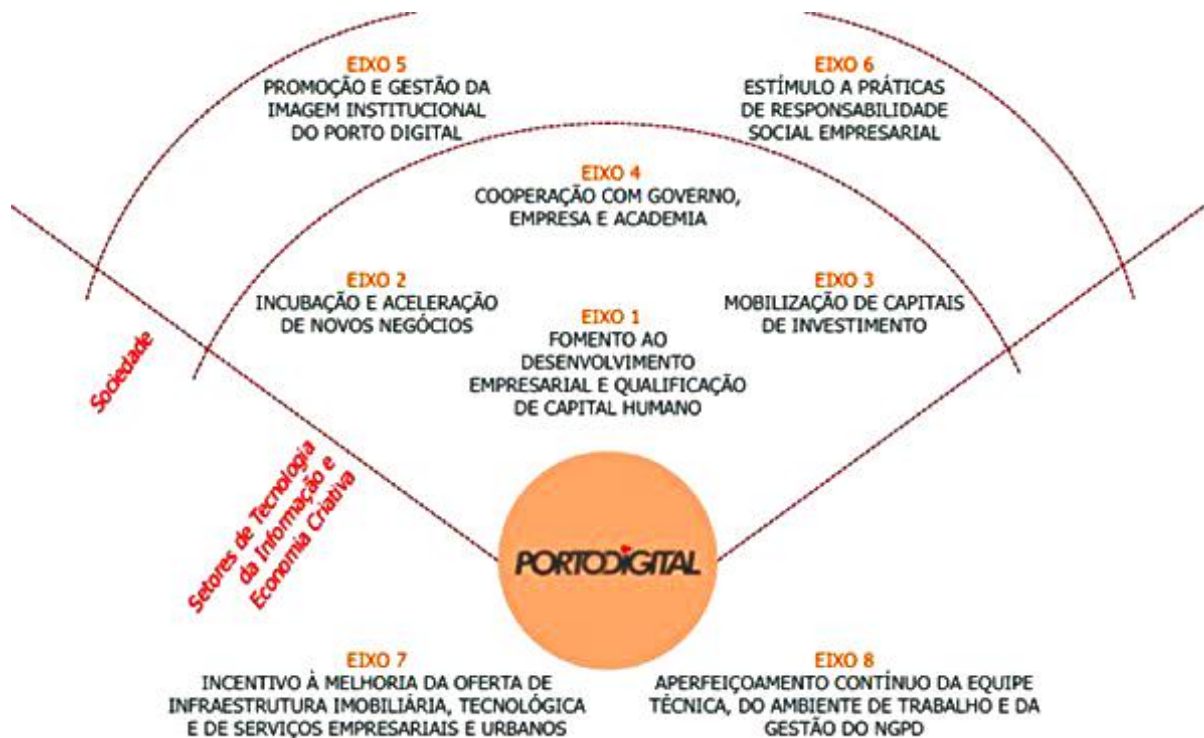 EIXO 5
PROMOÇÃO E GESTÃO DA
IMAGEM INSTITUCIONAL
DO PORTO DIGITAL
EIXO 6
ESTÍMULO A PRÁTICAS
DE RESPONSABILIDADE
SOCIAL EMPRESARIAL
EIXO 4
COOPERAÇÃO COM GOVERNO,
EMPRESA E ACADEMIA
EIXO 2
INCUBAÇÃO E ACELERAÇÃO
DE NOVOS NEGÓCIOS
EIXO 3
MOBILIZAÇÃO DE CAPITAIS
DE INVESTIMENTO
EIXO 1
FOMENTO AO
DESENVOLVIMENTO
EMPRESARIAL E QUALIFICAÇÃO
DE CAPITAL HUMANO
Sociedade
Setores de Tecnologia
da Informação e
Economia Criativa
PORTODIGITAL
EIXO 7
INCENTIVO À MELHORIA DA OFERTA DE
INFRAESTRUTURA IMOBILIÁRIA, TECNOLÓGICA
E DE SERVIÇOS EMPRESARIAIS E URBANOS
EIXO 8
APERFEIÇOAMENTO CONTÍNUO DA EQUIPE
TÉCNICA, DO AMBIENTE DE TRABALHO E DA
GESTÃO DO NGPD